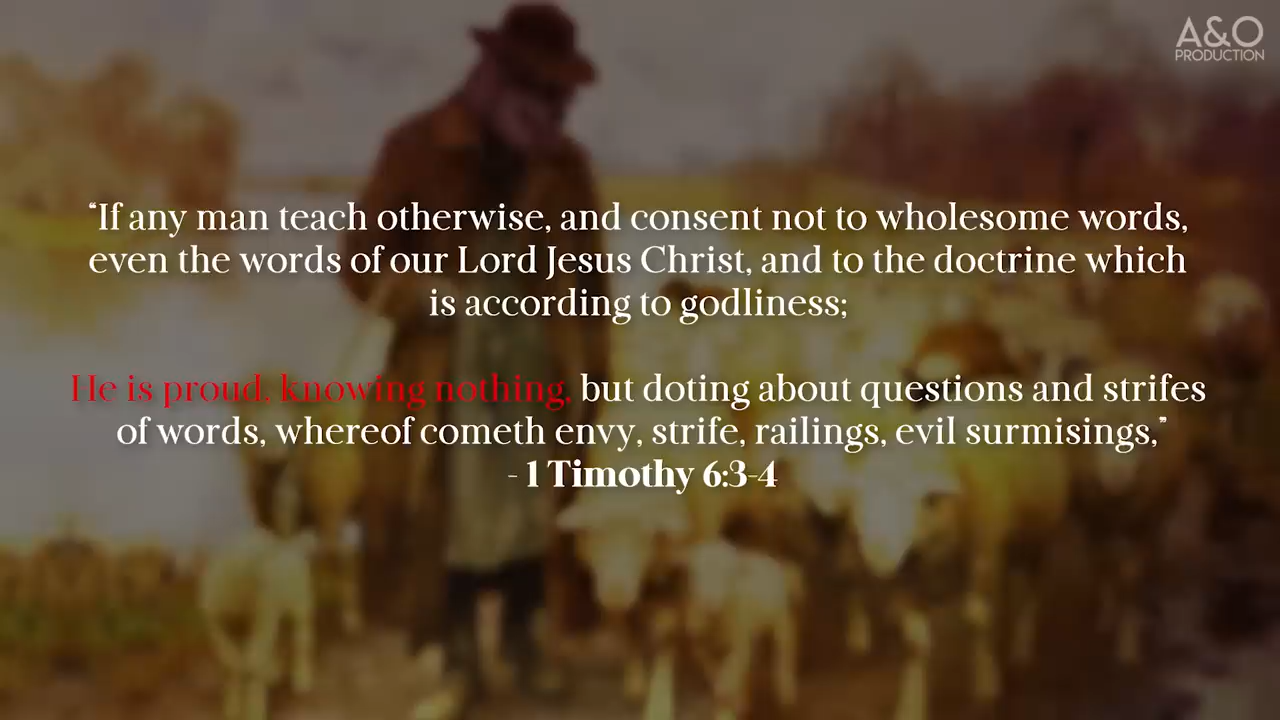 A&O
PRODUCTION
"If any man teach otherwise, and consent not to wholesome words,
even the words of our Lord Jesus Christ, and to the doctrine which
is according to godliness;
He is proud, knowing nothing, but doting about questions and strifes
of words, whereof cometh envy, strife, railings, evil surmisings,"
- 1 Timothy 6:3-4